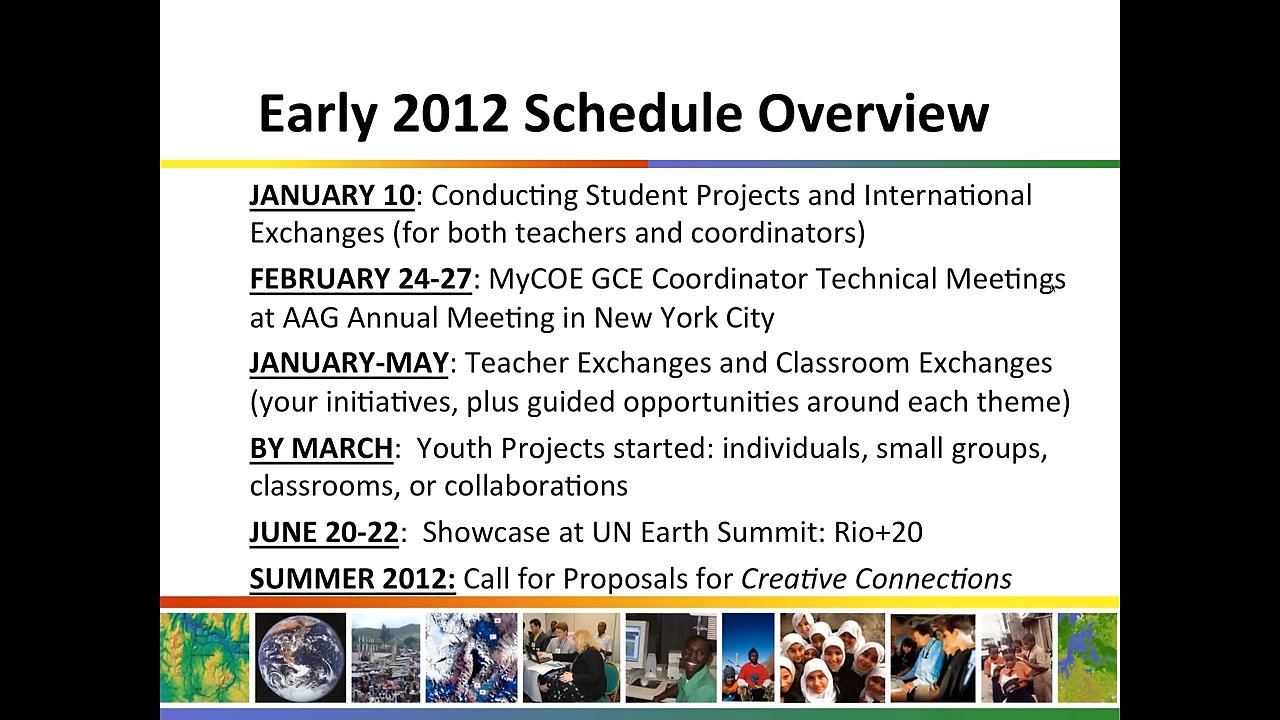 Early 2012 Schedule Overview
JANUARY 10: Conducting Student Projects and International
Exchanges (for both teachers and coordinators)
FEBRUARY 24-27: MyCOE GCE Coordinator Technical Meetings
at AAG Annual Meeting in New York City
JANUARY-MAY: Teacher Exchanges and Classroom Exchanges
(your initiatives, plus guided opportunities around each theme)
BY MARCH:  Youth Projects started: individuals, small groups,
classrooms, or collaborations
JUNE 20-22:  Showcase at UN Earth Summit: Rio+20
SUMMER 2012: Call for Proposals for Creative Connections